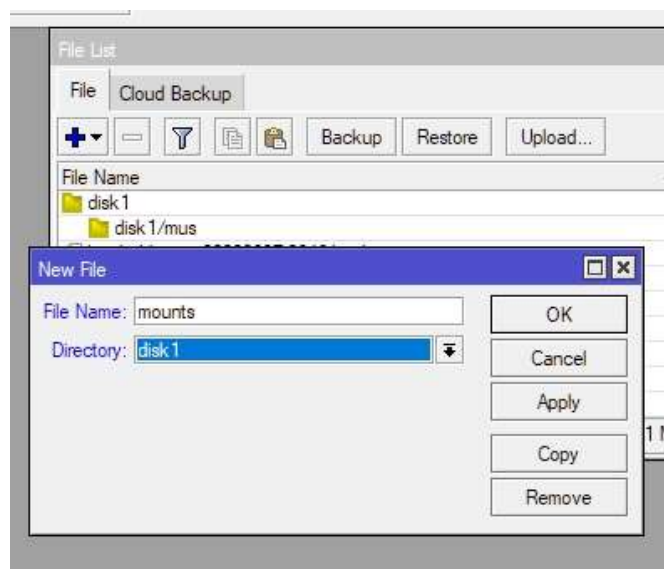 File List
File Cloud Backup
Backup Restore Upload...
File Name
disk1
disk1/mus
New File
File Name: mounts
Directory: disk1
OK
Cancel
Apply
Copy
Remove